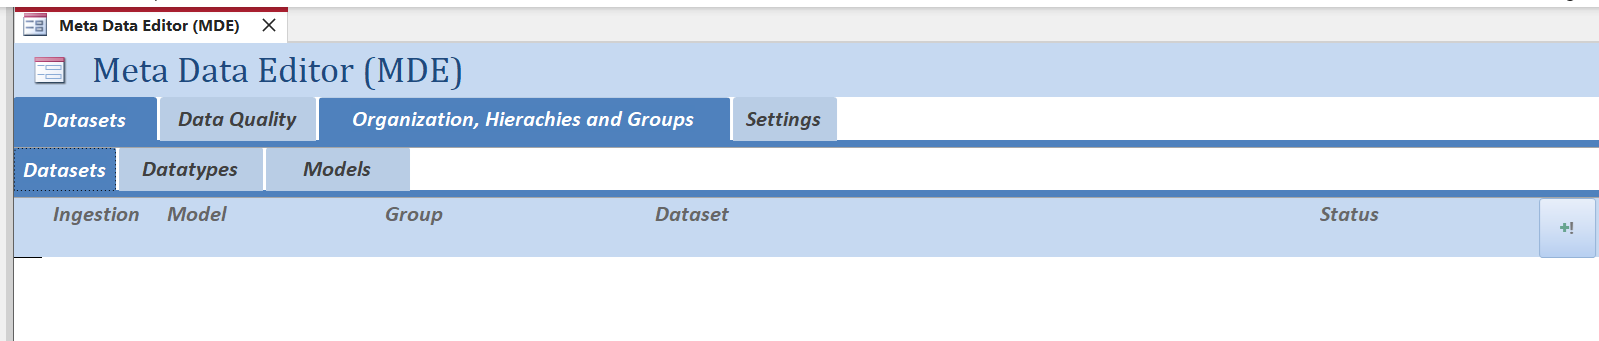 Meta Data Editor (MDE)
Meta Data Editor (MDE)
Datasets Data Quality Organization, Hierachies and Groups Settings
Datasets Datatypes Models
Ingestion Model Group Dataset Status
+!